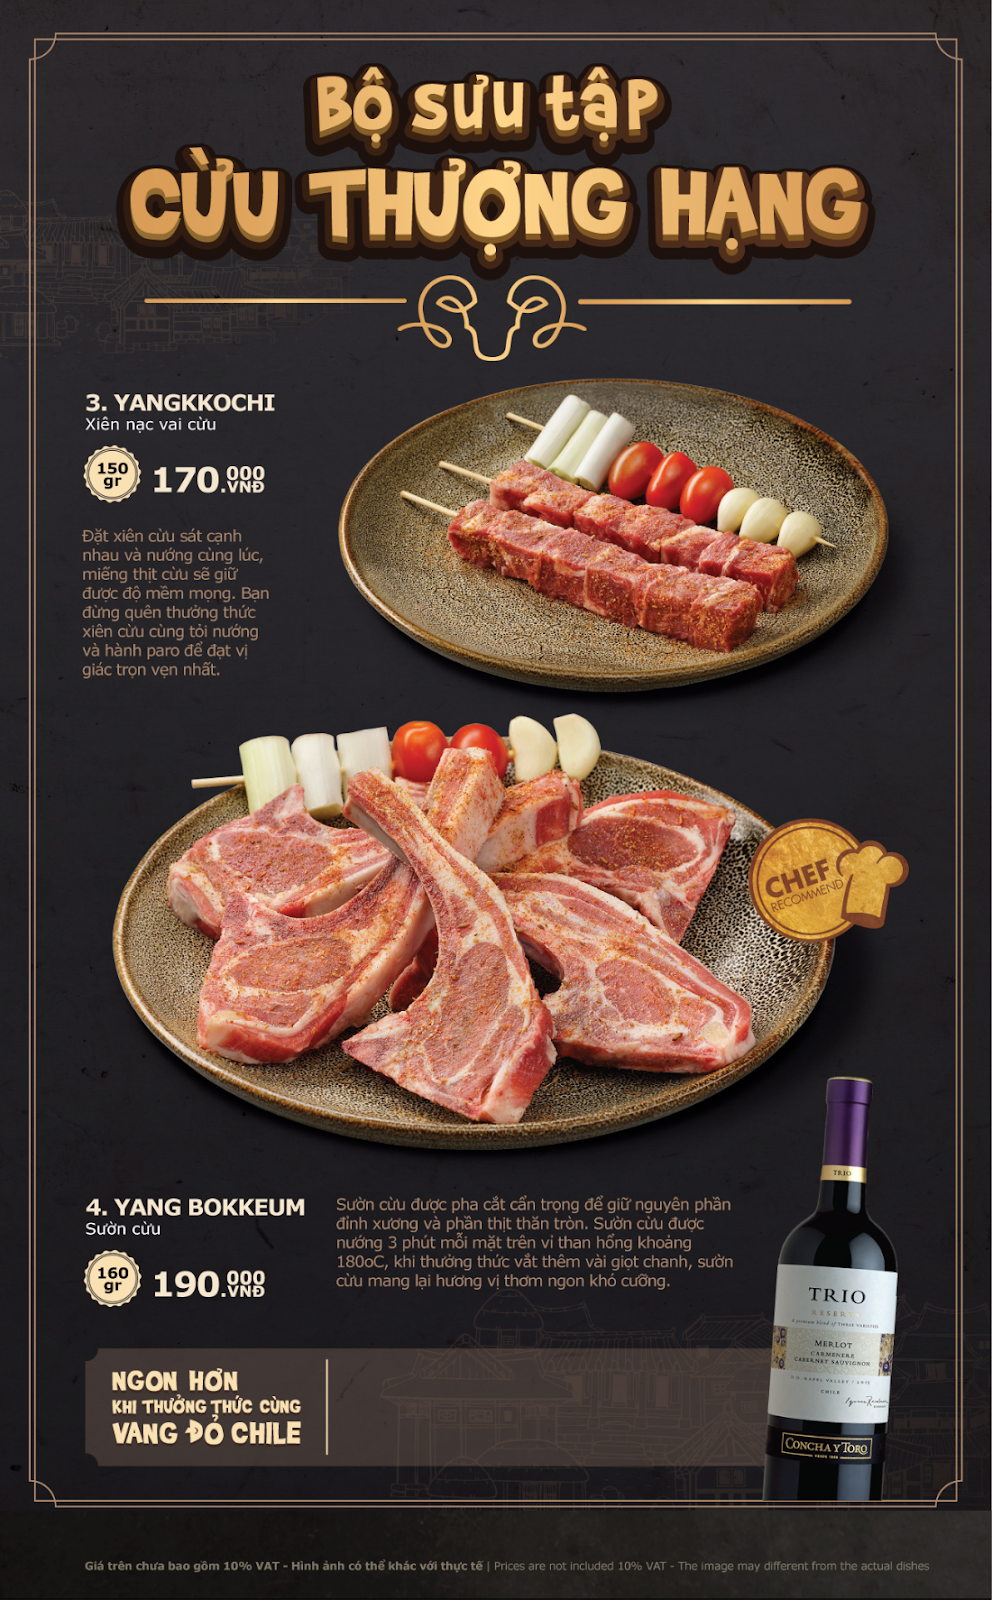 Bộ sưu tập
CỪU THƯỢNG HẠNG
3. YANGKKOCHI
Xiên nạc vai cừu
150
gr
170.000
VNĐ
Đặt xiên cừu sát cạnh
nhau và nướng cùng lúc,
miếng thịt cừu sẽ giữ
được độ mềm mọng. Bạn
đừng quên thưởng thức
xiên cừu cùng tỏi nướng
và hành paro để đạt vị
giác trọn vẹn nhất.
CHEF
RECOMMEND
4. YANG BOKKEUM
Sườn cừu
160
gr
190.000
VNĐ
Sườn cừu được pha cắt cẩn trọng để giữ nguyên phần
đỉnh xương và phần thịt thăn tròn. Sườn cừu được
nướng 3 phút mỗi mặt trên vỉ than hồng khoảng
180oC, khi thưởng thức vắt thêm vài giọt chanh, sườn
cừu mang lại hương vị thơm ngon khó cưỡng.
TRIO
TRIO
MERLOT
CARMENERE
CABERNET SAUVIGNON
CHILE
CONCHA Y TORO
NGON HƠN
KHI THƯỞNG THỨC CÙNG
VANG ĐỎ CHILE
Giá trên chưa bao gồm 10% VAT - Hình ảnh có thể khác với thực tế | Prices are not included 10% VAT - The image may different from the actual dishes